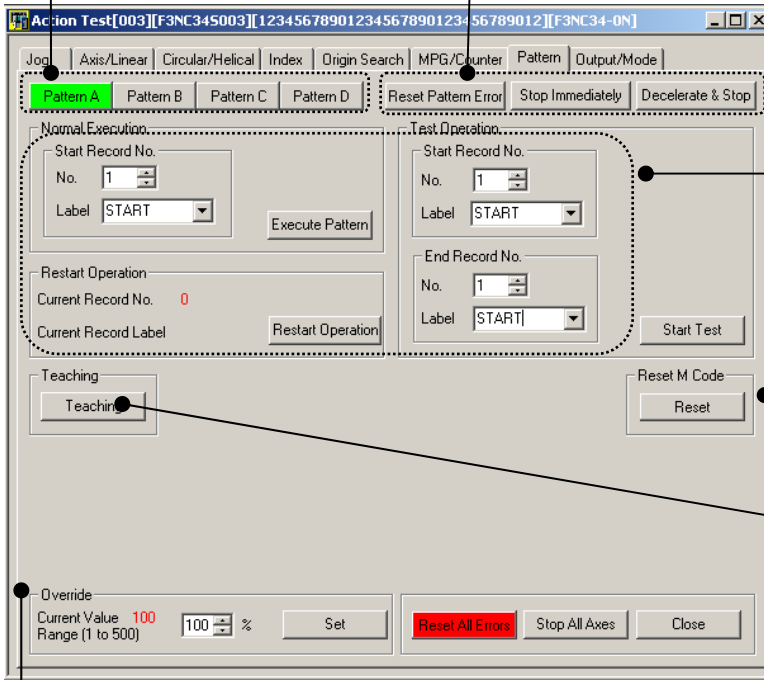 Action Test[003][F3NC34S003][12345678901234567890123456789012][F3NC34-0N]
Jog Axis/Linear Circular/Helical Index Origin Search MPG/Counter Pattern Output/Mode
Pattern A Pattern B Pattern C Pattern D Reset Pattern Error Stop Immediately Decelerate & Stop
Normal Execution
Start Record No.
No. 1
Label START
Execute Pattern
Restart Operation
Current Record No. 0
Current Record Label
Restart Operation
Test Operation
Start Record No.
No. 1
Label START
End Record No.
No. 1
Label START
Start Test
Teaching
Teaching
Reset M Code
Reset
Override
Current Value 100
Range (1 to 500)
100 %
Set
Reset All Errors Stop All Axes Close